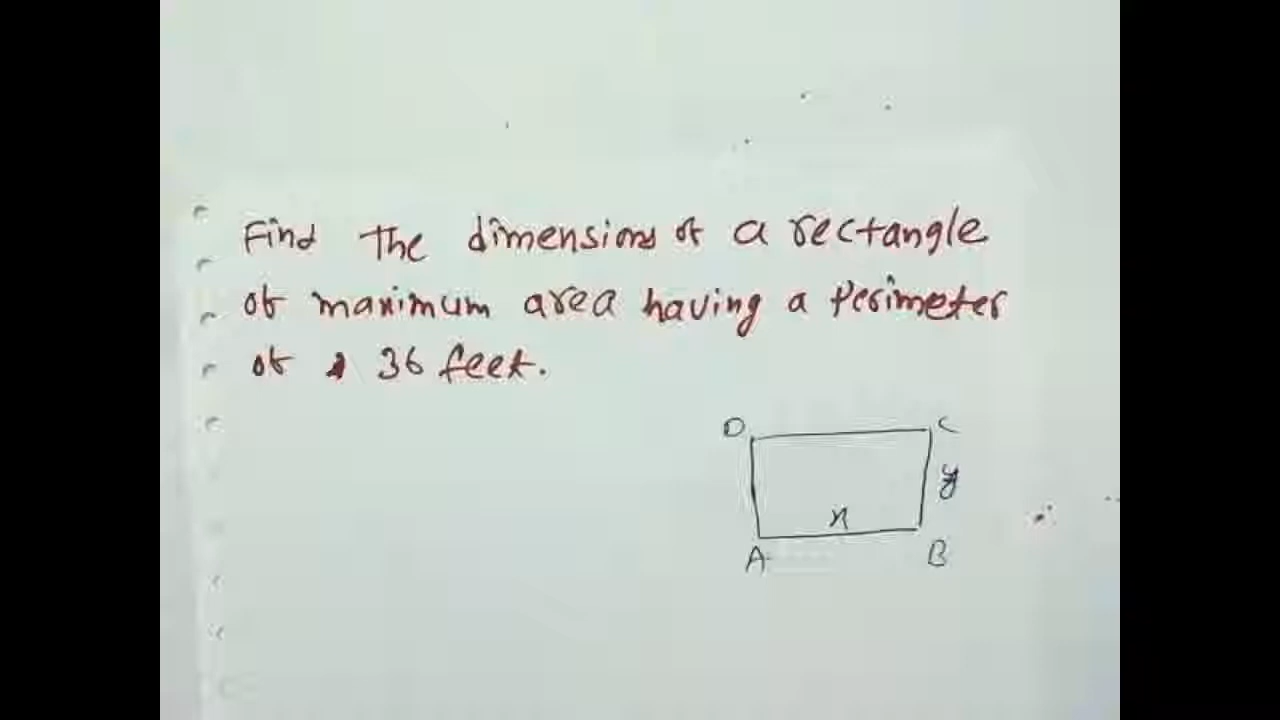 Find the dimensions of a rectangle
of maximum area having a perimeter
of 36 feet.
D C
y
x
A B